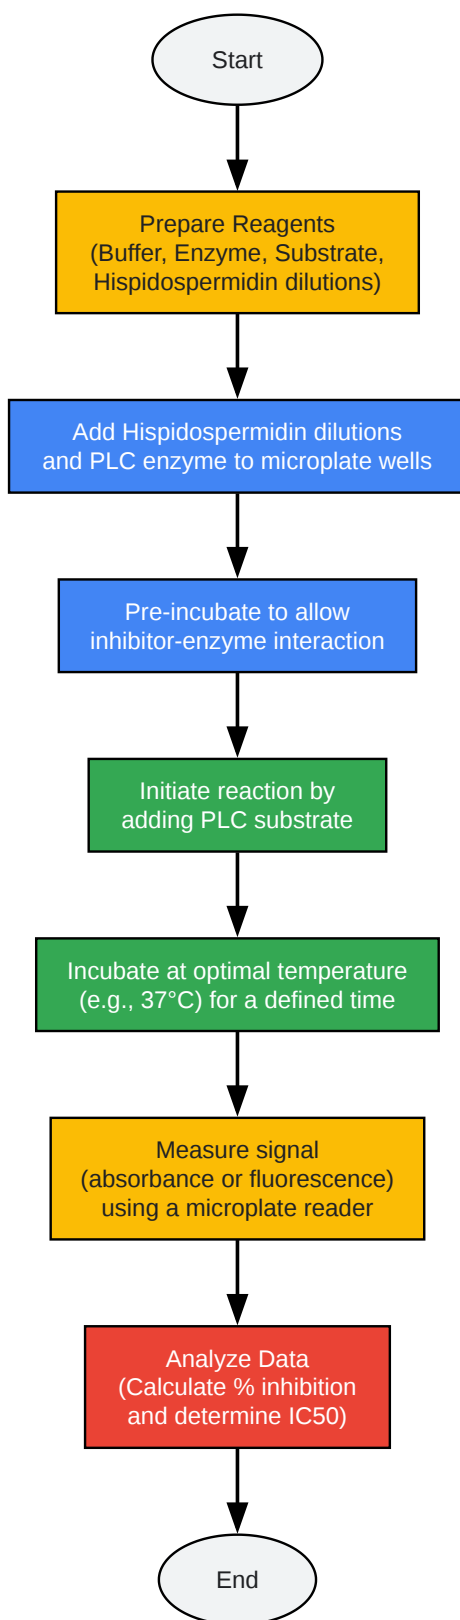 Start
Prepare Reagents
(Buffer, Enzyme, Substrate,
Hispidospermidin dilutions)
Add Hispidospermidin dilutions
and PLC enzyme to microplate wells
Pre-incubate to allow
inhibitor-enzyme interaction
Initiate reaction by
adding PLC substrate
Incubate at optimal temperature
(e.g., 37°C) for a defined time
Measure signal
(absorbance or fluorescence)
using a microplate reader
Analyze Data
(Calculate % inhibition
and determine IC50)
End